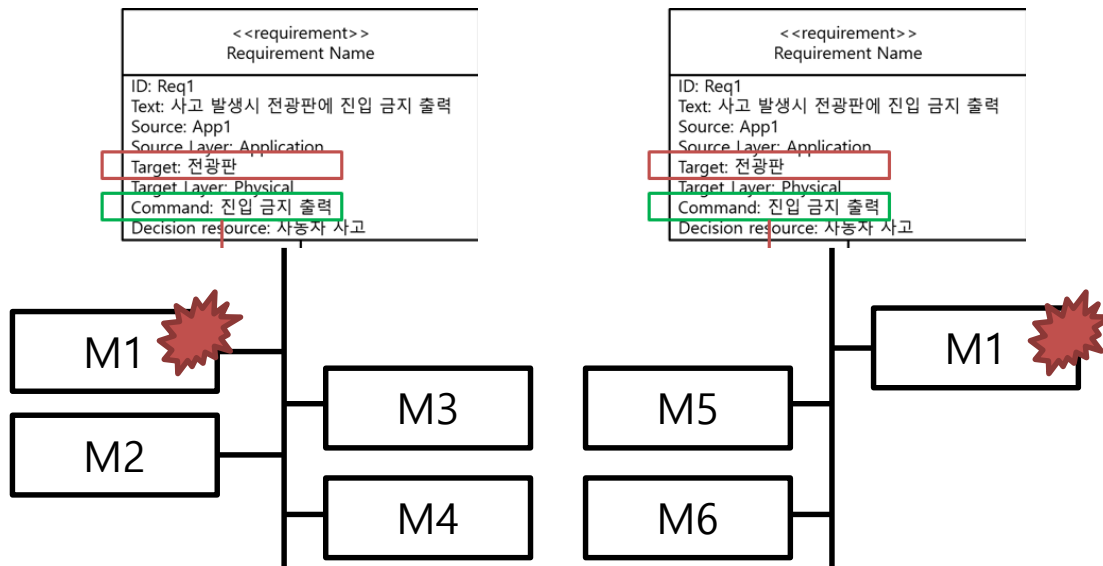 <<requirement>>
Requirement Name
ID: Req1
Text: 사고 발생시 전광판에 진입 금지 출력
Source: App1
Source Layer: Application
Target: 전광판
Target Layer: Physical
Command: 진입 금지 출력
Decision resource: 사동자 사고
M1
M2
M3
M4
<<requirement>>
Requirement Name
ID: Req1
Text: 사고 발생시 전광판에 진입 금지 출력
Source: App1
Source Layer: Application
Target: 전광판
Target Layer: Physical
Command: 진입 금지 출력
Decision resource: 사동자 사고
M1
M5
M6